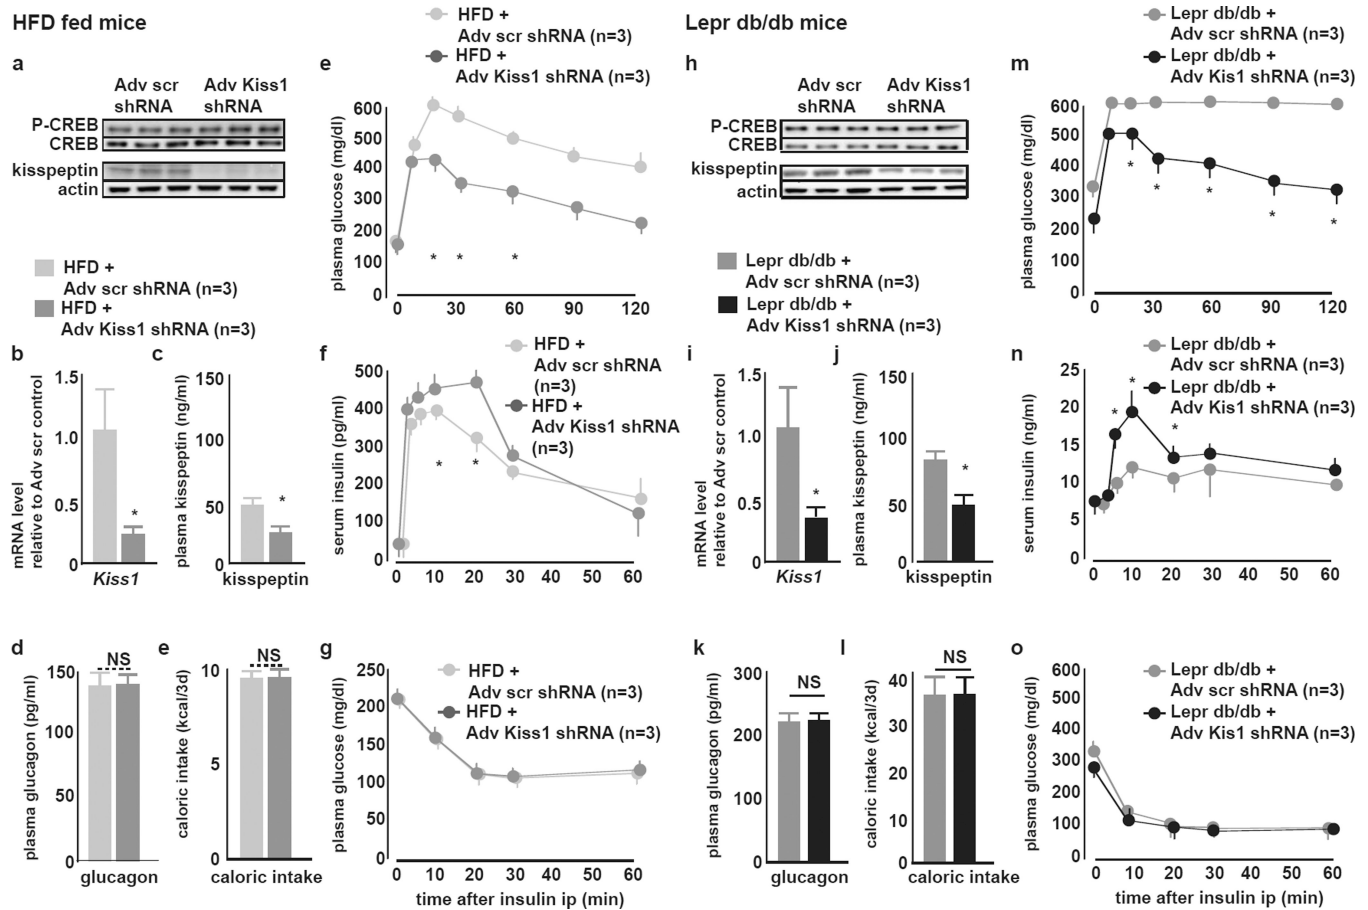 HFD fed mice
a
Adv scr
shRNA
Adv Kiss1
shRNA
P-CREB
CREB
kisspeptin
actin
HFD +
Adv scr shRNA (n=3)
HFD +
Adv Kiss1 shRNA (n=3)
b
mRNA level
relative to Adv scr control
1.5
1.0
0.5
0
*
Kiss1
c
plasma kisspeptin (ng/ml)
150
100
50
0
*
kisspeptin
d
plasma glucagon (pg/ml)
150
100
50
0
NS
glucagon
e
caloric intake (kcal/3d)
10
5
0
NS
caloric intake
e
HFD +
Adv scr shRNA (n=3)
HFD +
Adv Kiss1 shRNA (n=3)
plasma glucose (mg/dl)
600
500
400
300
200
100
0
* * *
0 30 60 90 120
f
HFD +
Adv scr shRNA
(n=3)
HFD +
Adv Kiss1 shRNA
(n=3)
serum insulin (pg/ml)
500
400
300
200
100
0
* *
0 10 20 30 40 50 60
g
HFD +
Adv scr shRNA (n=3)
HFD +
Adv Kiss1 shRNA (n=3)
plasma glucose (mg/dl)
250
200
150
100
50
0
0 10 20 30 40 50 60
time after insulin ip (min)
Lepr db/db mice
h
Adv scr
shRNA
Adv Kiss1
shRNA
P-CREB
CREB
kisspeptin
actin
Lepr db/db +
Adv scr shRNA (n=3)
Lepr db/db +
Adv Kiss1 shRNA (n=3)
i
mRNA level
relative to Adv scr control
1.5
1.0
0.5
0
*
Kiss1
j
plasma kisspeptin (ng/ml)
150
100
50
0
*
kisspeptin
k
plasma glucagon (pg/ml)
300
200
100
0
NS
glucagon
l
caloric intake (kcal/3d)
40
30
20
10
0
NS
caloric intake
m
Lepr db/db +
Adv scr shRNA (n=3)
Lepr db/db +
Adv Kis1 shRNA (n=3)
plasma glucose (mg/dl)
600
500
400
300
200
100
0
* * * * *
0 30 60 90 120
n
Lepr db/db +
Adv scr shRNA (n=3)
Lepr db/db +
Adv Kis1 shRNA (n=3)
serum insulin (ng/ml)
25
20
15
10
5
0
* * *
0 10 20 30 40 50 60
o
Lepr db/db +
Adv scr shRNA (n=3)
Lepr db/db +
Adv Kis1 shRNA (n=3)
plasma glucose (mg/dl)
600
500
400
300
200
100
0
0 10 20 30 40 50 60
time after insulin ip (min)